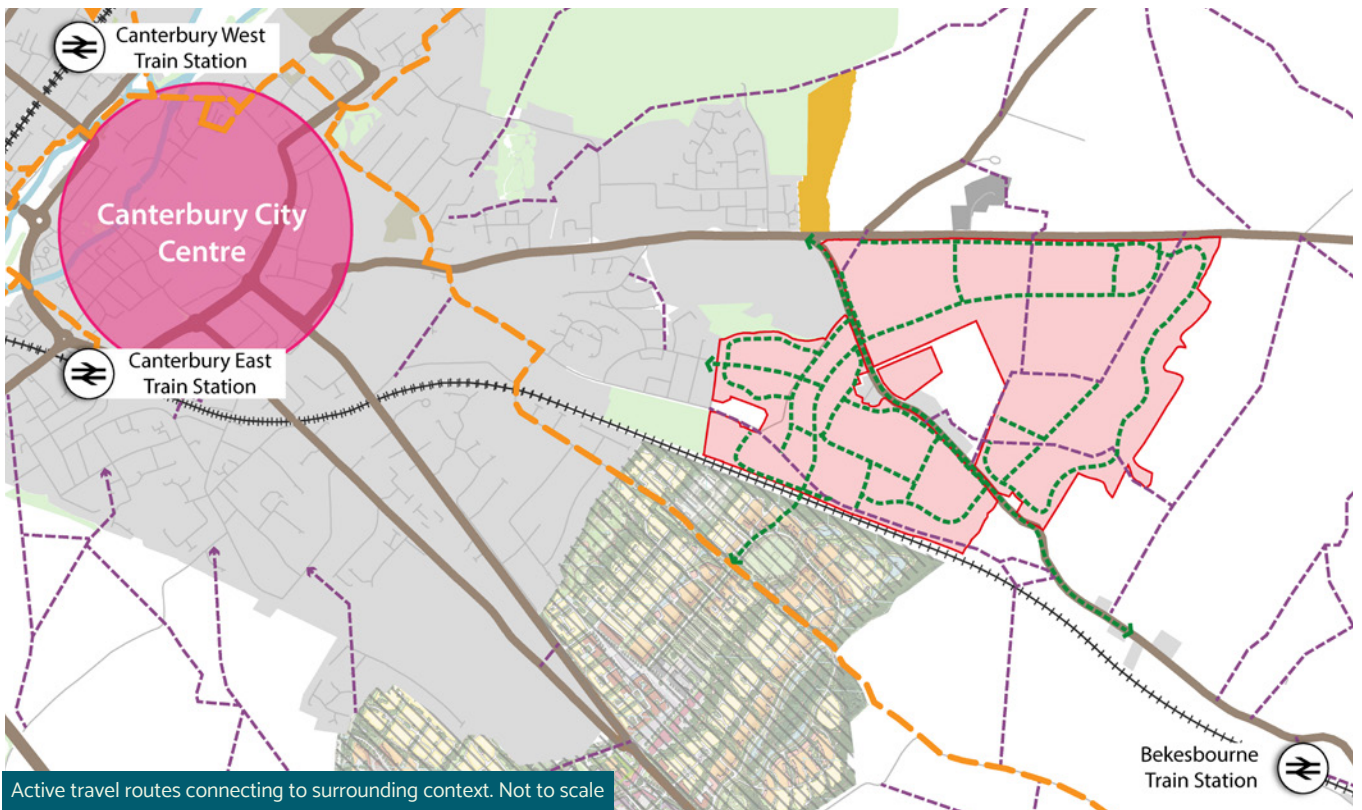 Canterbury West
Train Station
Canterbury City
Centre
Canterbury East
Train Station
Bekesbourne
Train Station
Active travel routes connecting to surrounding context. Not to scale